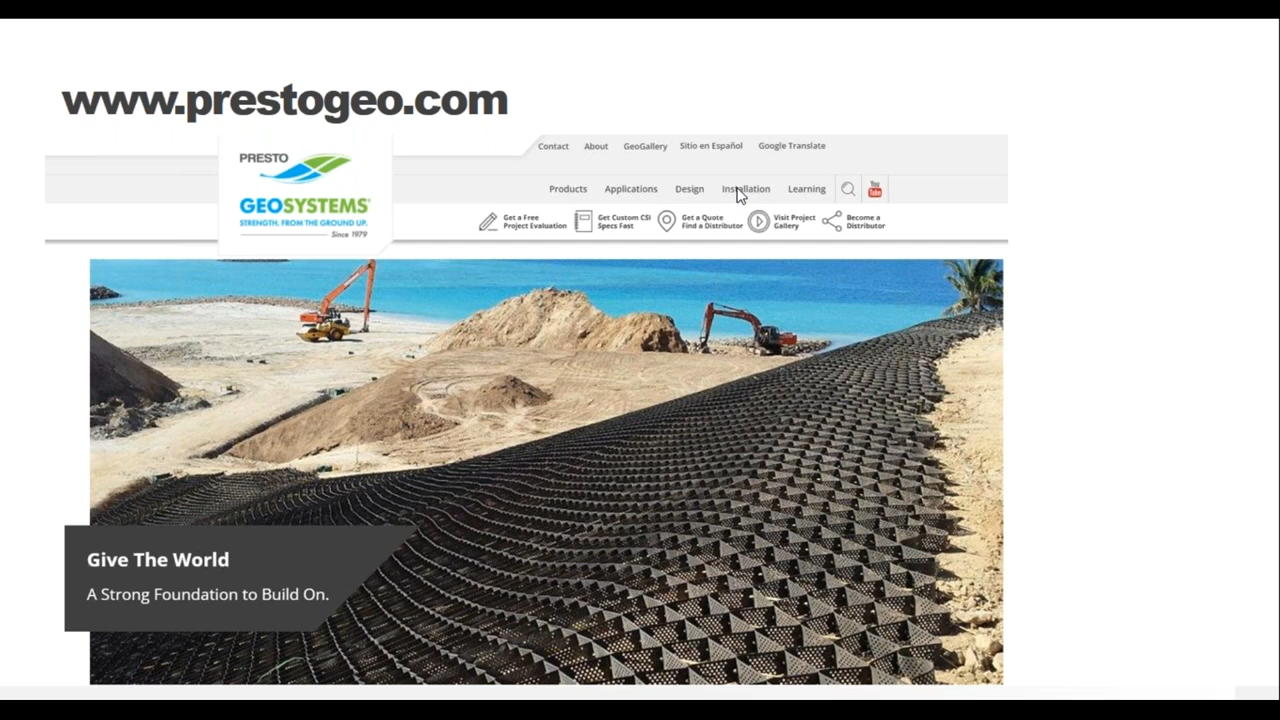 www.prestogeo.com
Contact About GeoGallery Sitio en Español Google Translate
PRESTO
GEOSYSTEMS®
STRENGTH. FROM THE GROUND UP.
Since 1979
Products Applications Design Installation Learning You Tube
Get a Free
Project Evaluation
Get Custom CSI
Specs Fast
Get a Quote
Find a Distributor
Visit Project
Gallery
Become a
Distributor
Give The World
A Strong Foundation to Build On.